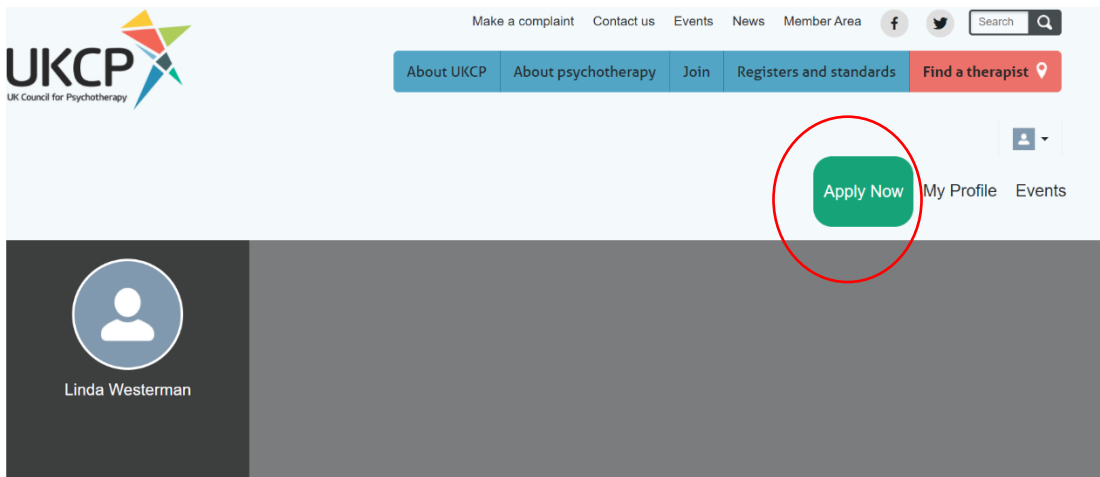 Make a complaint Contact us Events News Member Area f Search
UKCP
UK Council for Psychotherapy
About UKCP About psychotherapy Join Registers and standards Find a therapist
Apply Now My Profile Events
Linda Westerman